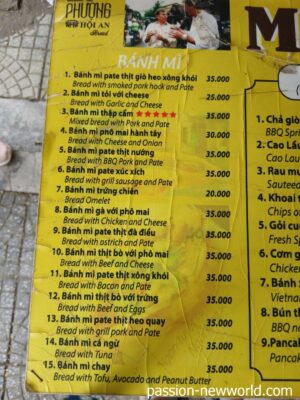 PHƯỢNG
HỘI AN
Bread
BÁNH MÌ
1. Bánh mì pate thịt giò heo xông khói 35.000
Bread with smoked pork hock and Pate
2. Bánh mì tỏi với cheese 25.000
Bread with Garlic and Cheese
3. Bánh mì thập cẩm ★★★★★ 35.000
Mixed bread with Pork and Pate
4. Bánh mì phô mai hành tây 30.000
Bread with Cheese and Onion
5. Bánh mì pate thịt nướng 35.000
Bread with BBQ Pork and Pate
6. Bánh mì pate xúc xích 35.000
Bread with grill sausage and Pate
7. Bánh mì trứng chiên 20.000
Bread Omelet
8. Bánh mì gà với phô mai 35.000
Bread with Chicken and Cheese
9. Bánh mì pate thịt đà điểu 35.000
Bread with astrich and Pate
10. Bánh mì thịt bò với phô mai 35.000
Bread with Beef and Cheese
11. Bánh mì pate thịt xông khói 35.000
Bread with Bacon and Pate
12. Bánh mì thịt bò với trứng 35.000
Bread with Beef and Eggs
13. Bánh mì pate thịt heo quay 35.000
Bread with grill pork and Pate
14. Bánh mì cá ngừ 35.000
Bread with Tuna
15. Bánh mì chay 35.000
Bread with Tofu, Avocado and Peanut Butter
M
1. Chả giò
BBQ Spr
2. Cao Lầu
Cao Lau
3. Rau mu
Sauteed
4. Khoai t
Chips
5. Gỏi cuố
Fresh Sp
6. Cơm g
Chicken
7. Bánh
Vietna
8. Bún th
BBQ no
9. Pancak
Pancak
passion-newworld.com